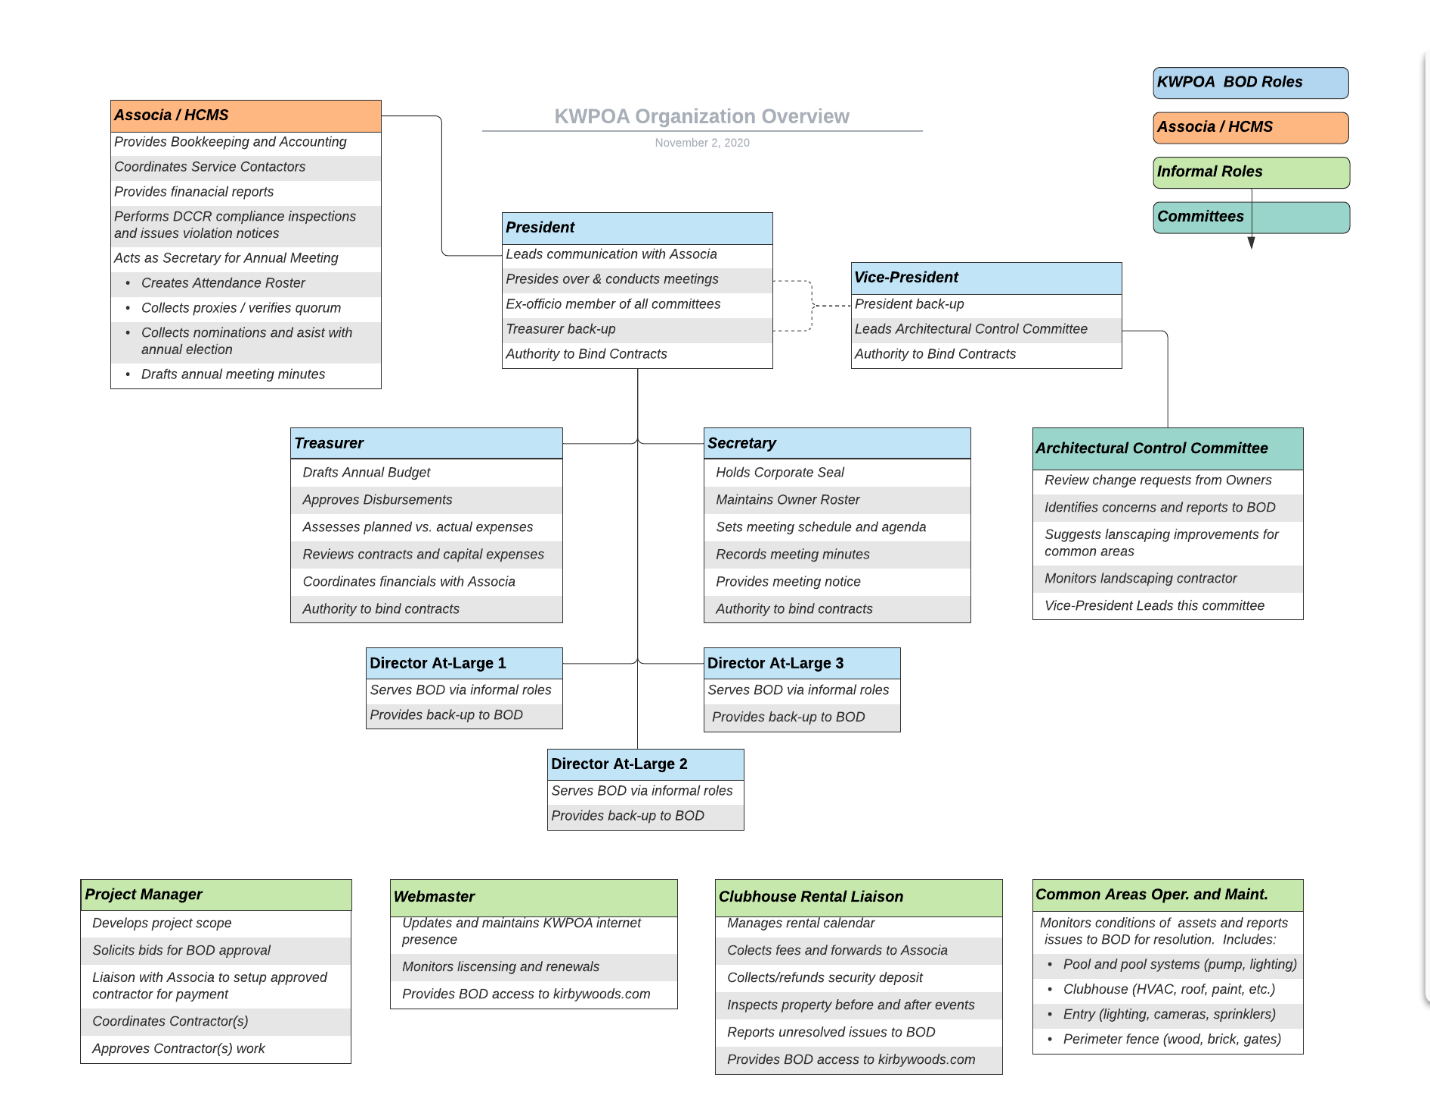 KWPOA Organization Overview
November 2, 2020
KWPOA  BOD Roles
Associa / HCMS
Informal Roles
Committees
Associa / HCMS
Provides Bookkeeping and Accounting
Coordinates Service Contactors
Provides finanacial reports
Performs DCCR compliance inspections
and issues violation notices
Acts as Secretary for Annual Meeting
• Creates Attendance Roster
• Collects proxies / verifies quorum
• Collects nominations and asist with
annual election
• Drafts annual meeting minutes
President
Leads communication with Associa
Presides over & conducts meetings
Ex-officio member of all committees
Treasurer back-up
Authority to Bind Contracts
Vice-President
President back-up
Leads Architectural Control Committee
Authority to Bind Contracts
Treasurer
Drafts Annual Budget
Approves Disbursements
Assesses planned vs. actual expenses
Reviews contracts and capital expenses
Coordinates financials with Associa
Authority to bind contracts
Secretary
Holds Corporate Seal
Maintains Owner Roster
Sets meeting schedule and agenda
Records meeting minutes
Provides meeting notice
Authority to bind contracts
Architectural Control Committee
Review change requests from Owners
Identifies concerns and reports to BOD
Suggests lanscaping improvements for
common areas
Monitors landscaping contractor
Vice-President Leads this committee
Director At-Large 1
Serves BOD via informal roles
Provides back-up to BOD
Director At-Large 3
Serves BOD via informal roles
Provides back-up to BOD
Director At-Large 2
Serves BOD via informal roles
Provides back-up to BOD
Project Manager
Develops project scope
Solicits bids for BOD approval
Liaison with Associa to setup approved
contractor for payment
Coordinates Contractor(s)
Approves Contractor(s) work
Webmaster
Updates and maintains KWPOA internet
presence
Monitors liscensing and renewals
Provides BOD access to kirbywoods.com
Clubhouse Rental Liaison
Manages rental calendar
Colects fees and forwards to Associa
Collects/refunds security deposit
Inspects property before and after events
Reports unresolved issues to BOD
Provides BOD access to kirbywoods.com
Common Areas Oper. and Maint.
Monitors conditions of  assets and reports
issues to BOD for resolution.  Includes:
• Pool and pool systems (pump, lighting)
• Clubhouse (HVAC, roof, paint, etc.)
• Entry (lighting, cameras, sprinklers)
• Perimeter fence (wood, brick, gates)